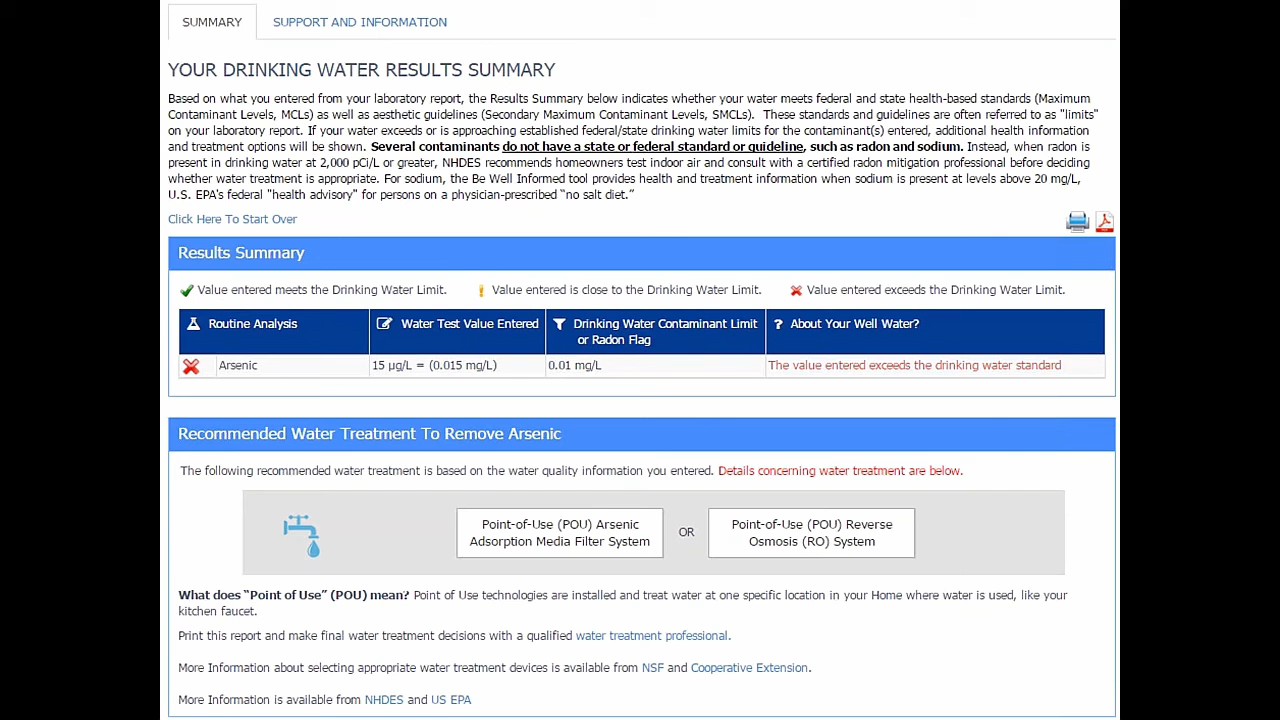 SUMMARY SUPPORT AND INFORMATION
YOUR DRINKING WATER RESULTS SUMMARY
Based on what you entered from your laboratory report, the Results Summary below indicates whether your water meets federal and state health-based standards (Maximum
Contaminant Levels, MCLs) as well as aesthetic guidelines (Secondary Maximum Contaminant Levels, SMCLs). These standards and guidelines are often referred to as "limits"
on your laboratory report. If your water exceeds or is approaching established federal/state drinking water limits for the contaminant(s) entered, additional health information
and treatment options will be shown. Several contaminants do not have a state or federal standard or guideline, such as radon and sodium. Instead, when radon is
present in drinking water at 2,000 pCi/L or greater, NHDES recommends homeowners test indoor air and consult with a certified radon mitigation professional before deciding
whether water treatment is appropriate. For sodium, the Be Well Informed tool provides health and treatment information when sodium is present at levels above 20 mg/L,
U.S. EPA's federal "health advisory" for persons on a physician-prescribed “no salt diet.”
Click Here To Start Over
Results Summary
Value entered meets the Drinking Water Limit. Value entered is close to the Drinking Water Limit. Value entered exceeds the Drinking Water Limit.
Routine Analysis Water Test Value Entered Drinking Water Contaminant Limit ? About Your Well Water?
or Radon Flag
Arsenic 15 µg/L = (0.015 mg/L) 0.01 mg/L The value entered exceeds the drinking water standard
Recommended Water Treatment To Remove Arsenic
The following recommended water treatment is based on the water quality information you entered. Details concerning water treatment are below.
Point-of-Use (POU) Arsenic OR Point-of-Use (POU) Reverse
Adsorption Media Filter System Osmosis (RO) System
What does “Point of Use” (POU) mean? Point of Use technologies are installed and treat water at one specific location in your Home where water is used, like your
kitchen faucet.
Print this report and make final water treatment decisions with a qualified water treatment professional.
More Information about selecting appropriate water treatment devices is available from NSF and Cooperative Extension.
More Information is available from NHDES and US EPA